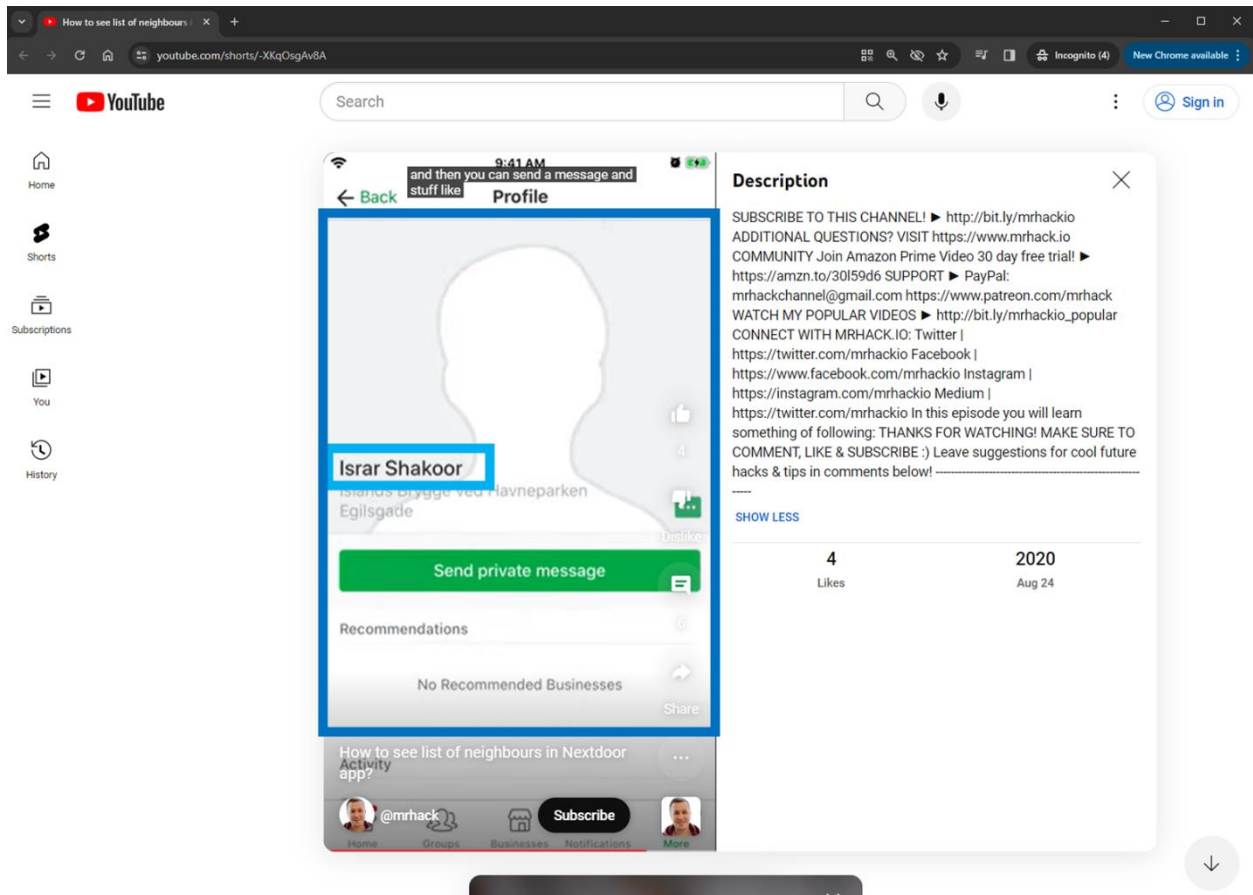 How to see list of neighbours i
youtube.com/shorts/-XKqOsgAv8A
Incognito (4)
New Chrome available
YouTube
Search
Sign in
Home
Shorts
Subscriptions
You
History
9:41 AM
and then you can send a message and
stuff like
Back
Profile
Israr Shakoor
Islands Brygge ved Havneparken
Egilsgade
4
Dislike
Send private message
Recommendations
No Recommended Businesses
Share
How to see list of neighbours in Nextdoor
app?
Activity
@mrhack
Subscribe
Home
Groups
Businesses
Notifications
More
Description
SUBSCRIBE TO THIS CHANNEL! ► http://bit.ly/mrhackio
ADDITIONAL QUESTIONS? VISIT https://www.mrhack.io
COMMUNITY Join Amazon Prime Video 30 day free trial! ►
https://amzn.to/30l59d6 SUPPORT ► PayPal:
mrhackchannel@gmail.com https://www.patreon.com/mrhack
WATCH MY POPULAR VIDEOS ► http://bit.ly/mrhackio_popular
CONNECT WITH MRHACK.IO: Twitter |
https://twitter.com/mrhackio Facebook |
https://www.facebook.com/mrhackio Instagram |
https://instagram.com/mrhackio Medium |
https://twitter.com/mrhackio In this episode you will learn
something of following: THANKS FOR WATCHING! MAKE SURE TO
COMMENT, LIKE & SUBSCRIBE :) Leave suggestions for cool future
hacks & tips in comments below! --------------------------------------------------
-----
SHOW LESS
4
Likes
2020
Aug 24